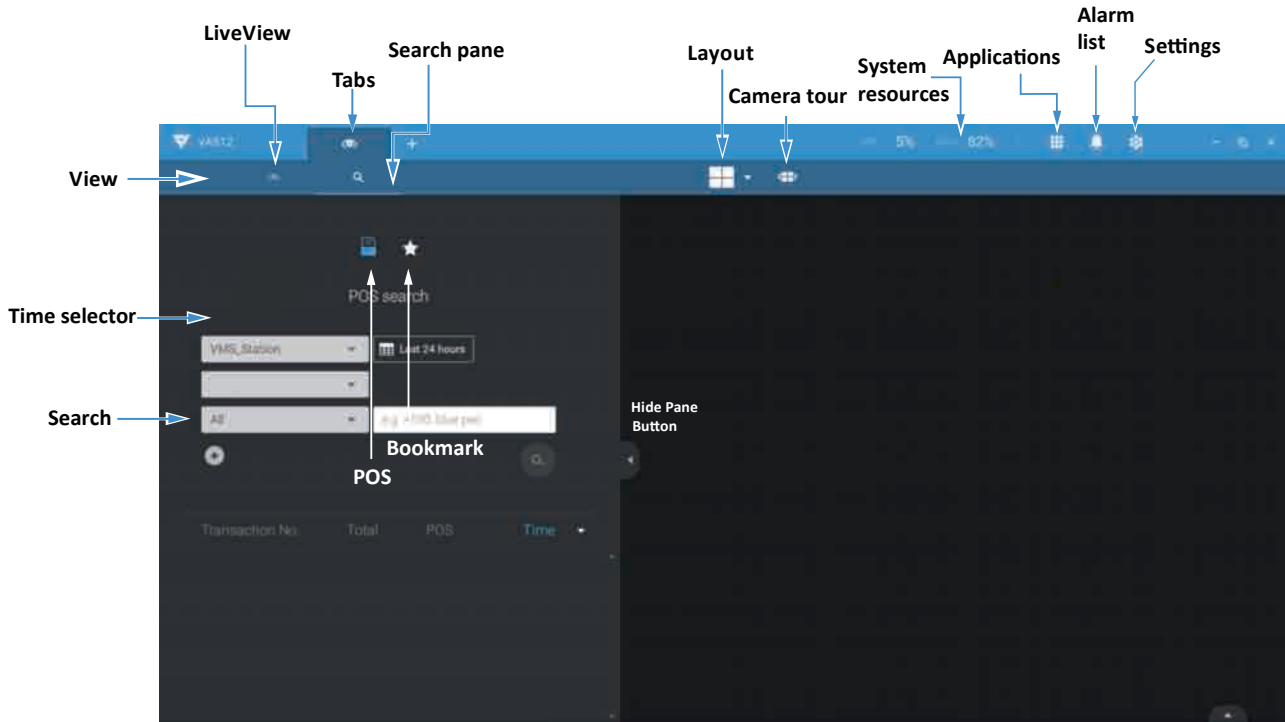 LiveView
Tabs
Search pane
Layout
Camera tour
System
resources
Applications
Alarm
list
Settings
VAS12
5%
82%
View
POS search
Time selector
VMS_Station
Last 24 hours
Search
All
Hide Pane
Button
Bookmark
POS
Transaction No.
Total
POS
Time